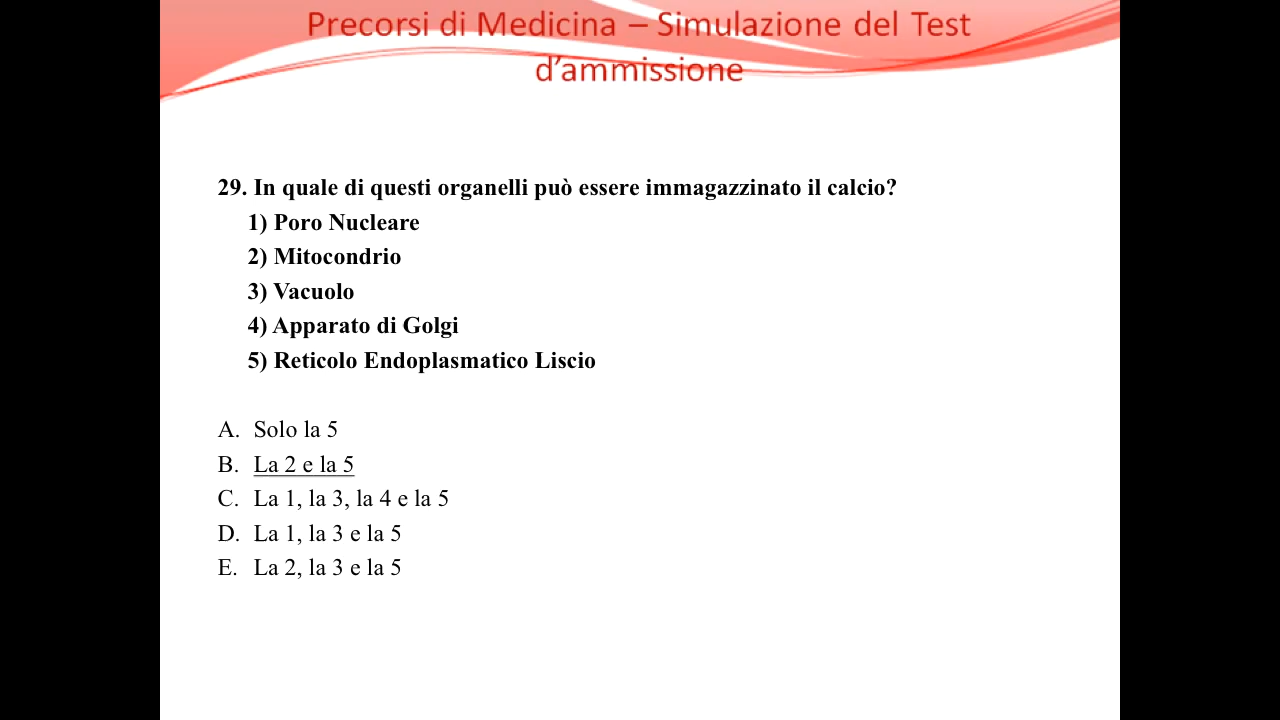 Precorsi di Medicina – Simulazione del Test
d’ammissione
29. In quale di questi organelli può essere immagazzinato il calcio?
1) Poro Nucleare
2) Mitocondrio
3) Vacuolo
4) Apparato di Golgi
5) Reticolo Endoplasmatico Liscio
A. Solo la 5
B. La 2 e la 5
C. La 1, la 3, la 4 e la 5
D. La 1, la 3 e la 5
E. La 2, la 3 e la 5